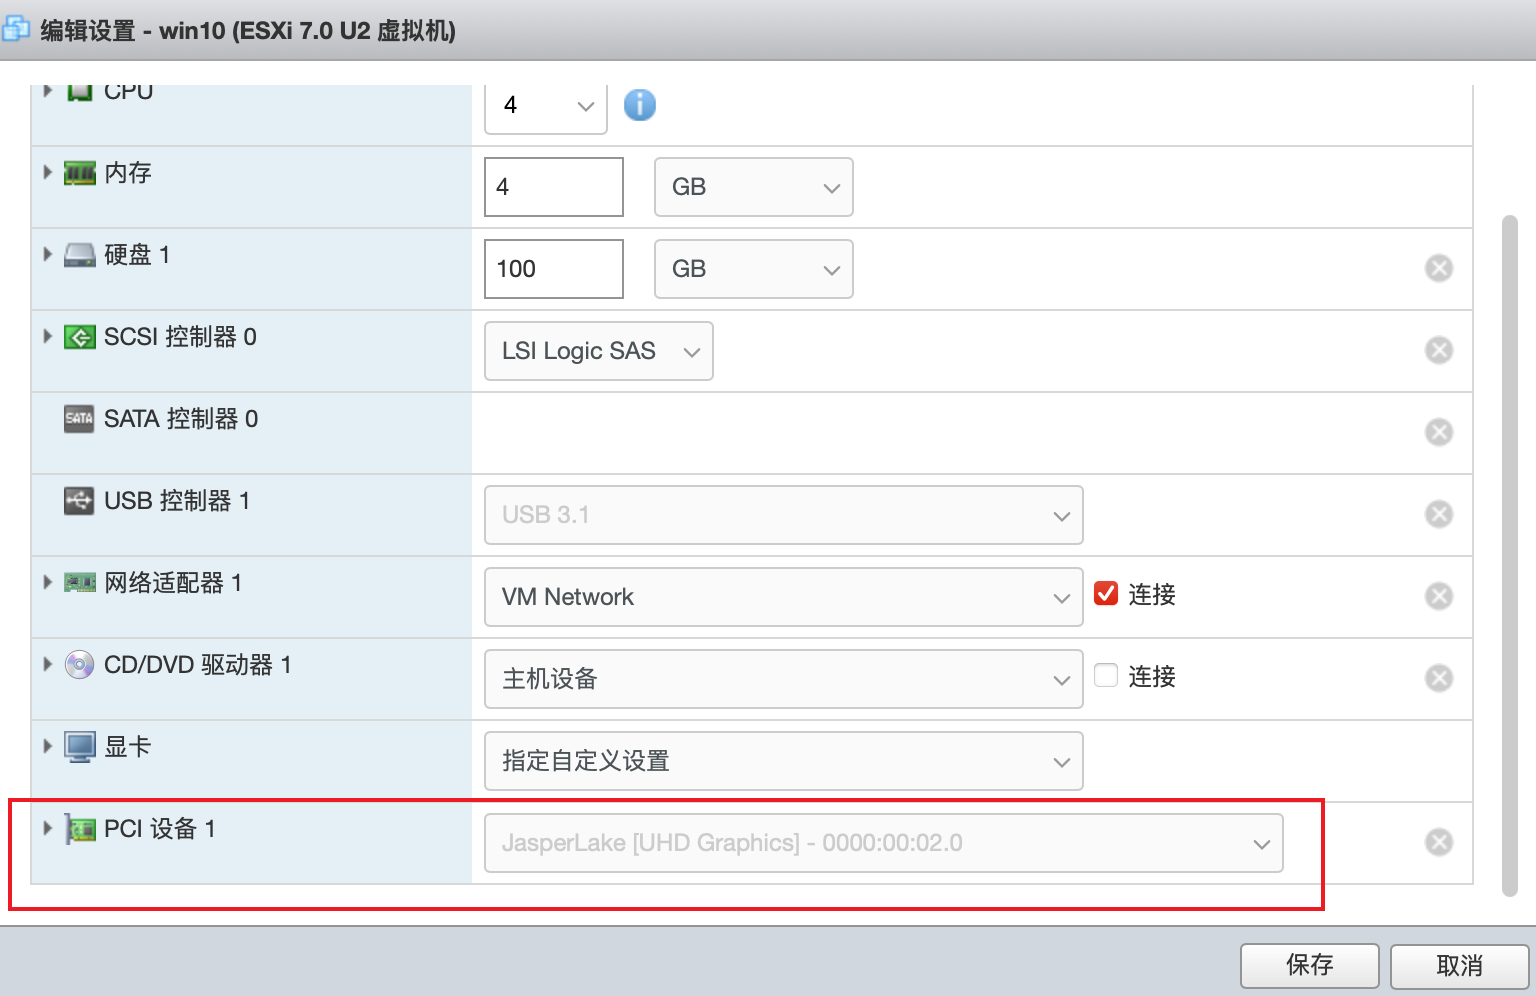 编辑设置 - win10 (ESXi 7.0 U2 虚拟机)
CPU 4
内存 4 GB
硬盘 1 100 GB
SCSI 控制器 0 LSI Logic SAS
SATA SATA 控制器 0
USB 控制器 1 USB 3.1
网络适配器 1 VM Network 连接
CD/DVD 驱动器 1 主机设备 连接
显卡 指定自定义设置
PCI 设备 1 JasperLake [UHD Graphics] - 0000:00:02.0
保存 取消